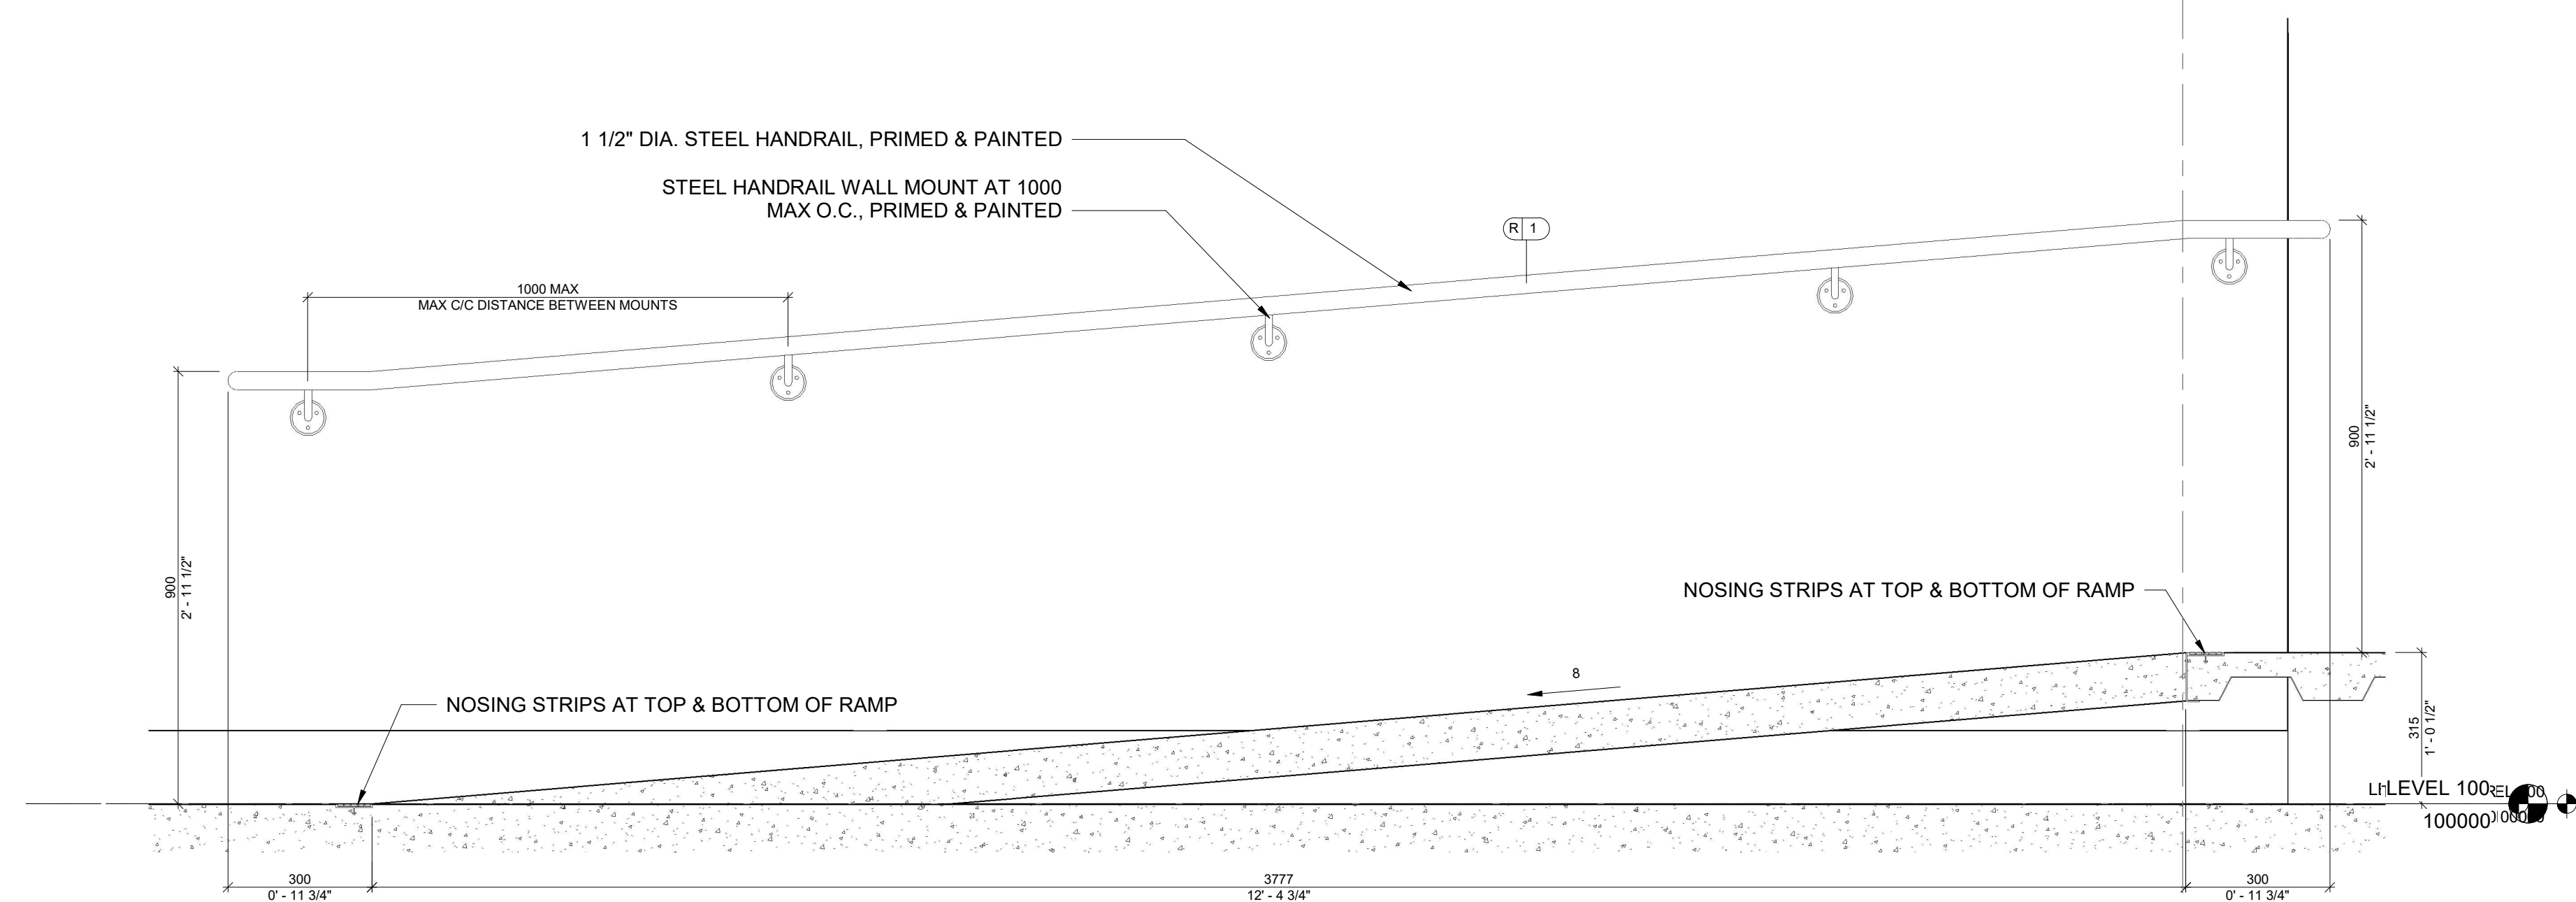 1 1/2" DIA. STEEL HANDRAIL, PRIMED & PAINTED
STEEL HANDRAIL WALL MOUNT AT 1000
MAX O.C., PRIMED & PAINTED
R 1
1000 MAX
MAX C/C DISTANCE BETWEEN MOUNTS
900
2' - 11 1/2"
900
2' - 11 1/2"
NOSING STRIPS AT TOP & BOTTOM OF RAMP
8
NOSING STRIPS AT TOP & BOTTOM OF RAMP
315
1' - 0 1/2"
LEVEL 100
100000
300
0' - 11 3/4"
3777
12' - 4 3/4"
300
0' - 11 3/4"